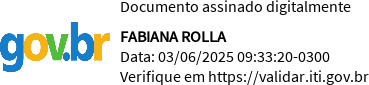 Documento assinado digitalmente
gov.br
FABIANA ROLLA
Data: 03/06/2025 09:33:20-0300
Verifique em https://validar.iti.gov.br